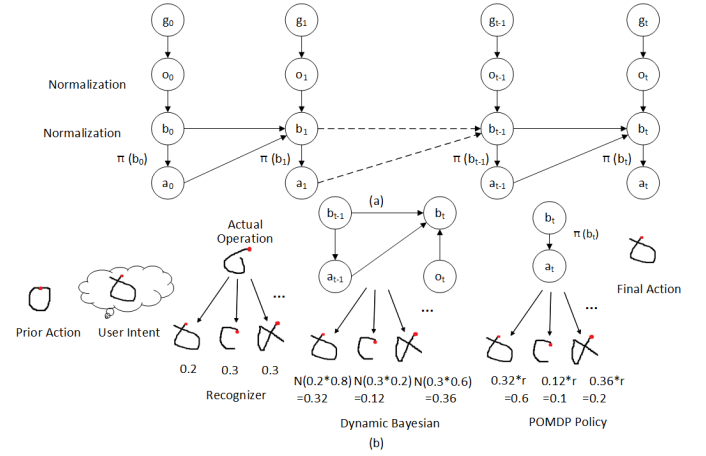 g0 g1 gt-1 gt
Normalization o0 o1 ot-1 ot
Normalization b0 b1 bt-1 bt
π (b0) π (b1) π (bt-1) π (bt)
a0 a1 at-1 at
(a)
Actual
Operation
bt-1 bt
at-1 ot
bt
π (bt)
at
...
...
...
Prior Action
User Intent
Final Action
0.2 0.3 0.3
Recognizer
N(0.2*0.8) N(0.3*0.2) N(0.3*0.6)
=0.32 =0.12 =0.36
Dynamic Bayesian
0.32*r 0.12*r 0.36*r
=0.6 =0.1 =0.2
POMDP Policy
(b)